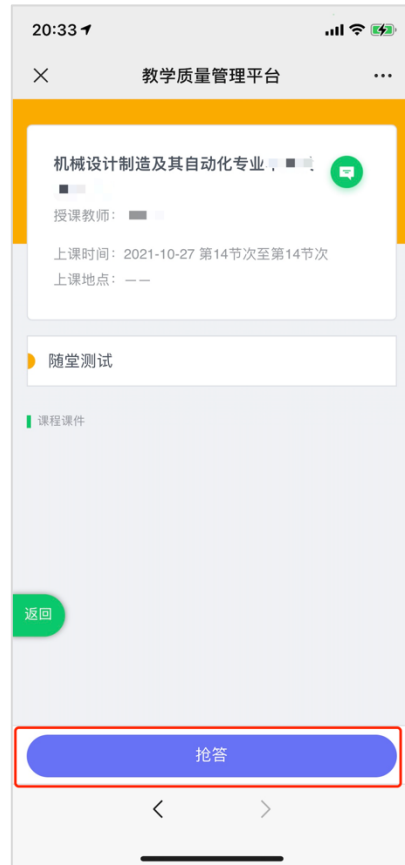 20:33
教学质量管理平台
机械设计制造及其自动化专业，
授课教师：
上课时间：2021-10-27 第14节次至第14节次
上课地点：——
随堂测试
课程课件
返回
抢答